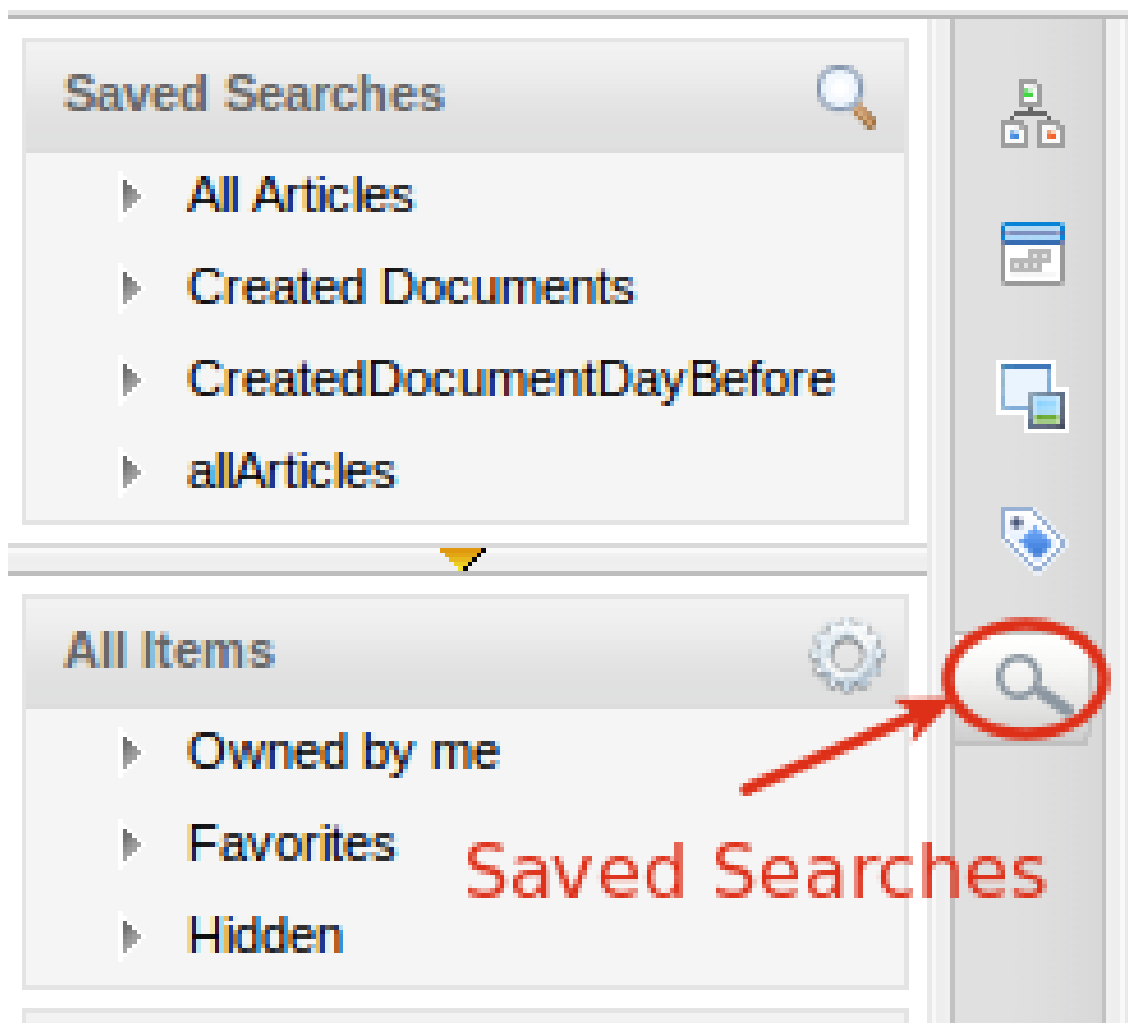 Saved Searches
All Articles
Created Documents
CreatedDocumentDayBefore
allArticles
All Items
Owned by me
Favorites
Saved Searches
Hidden